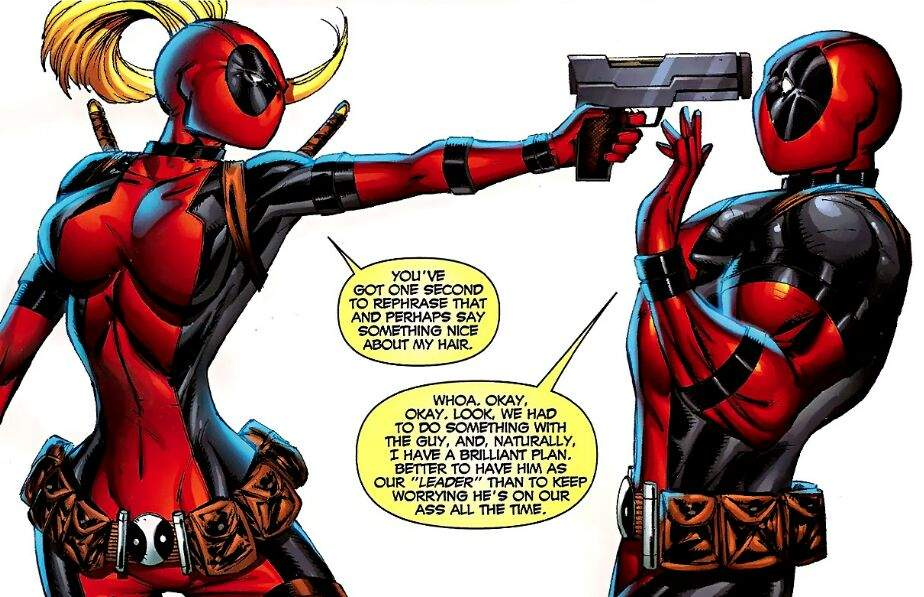 YOU'VE
GOT ONE SECOND
TO REPHRASE THAT
AND PERHAPS SAY
SOMETHING NICE
ABOUT MY HAIR.
WHOA. OKAY,
OKAY. LOOK, WE HAD
TO DO SOMETHING WITH
THE GUY, AND, NATURALLY,
I HAVE A BRILLIANT PLAN.
BETTER TO HAVE HIM AS
OUR "LEADER" THAN TO KEEP
WORRYING HE'S ON OUR
ASS ALL THE TIME.